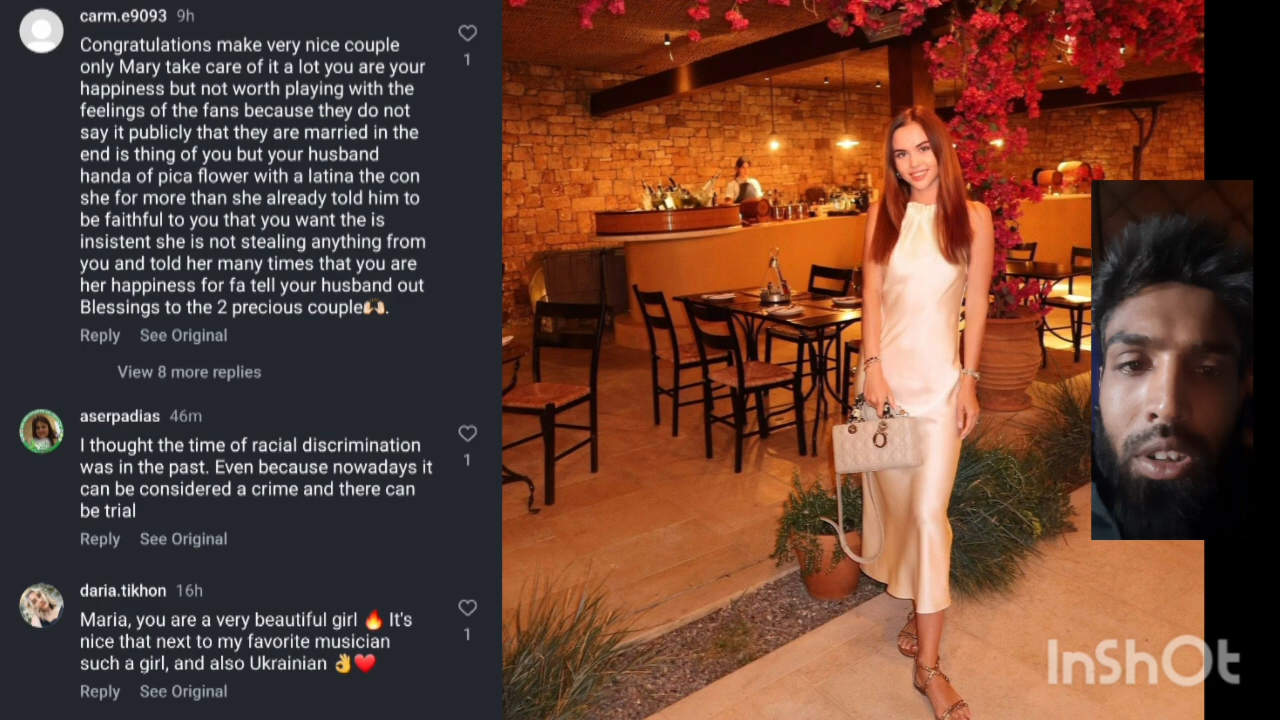 carm.e9093 9h
Congratulations make very nice couple
only Mary take care of it a lot you are your
happiness but not worth playing with the
feelings of the fans because they do not
say it publicly that they are married in the
end is thing of you but your husband
handa of pica flower with a latina the con
she for more than she already told him to
be faithful to you that you want the is
insistent she is not stealing anything from
you and told her many times that you are
her happiness for fa tell your husband out
Blessings to the 2 precious couple🙌🏻.
1
Reply See Original
View 8 more replies
aserpadias 46m
I thought the time of racial discrimination
was in the past. Even because nowadays it
can be considered a crime and there can
be trial
1
Reply See Original
daria.tikhon 16h
Maria, you are a very beautiful girl 🔥 It's
nice that next to my favorite musician
such a girl, and also Ukrainian 👌❤️
1
Reply See Original
InShOt